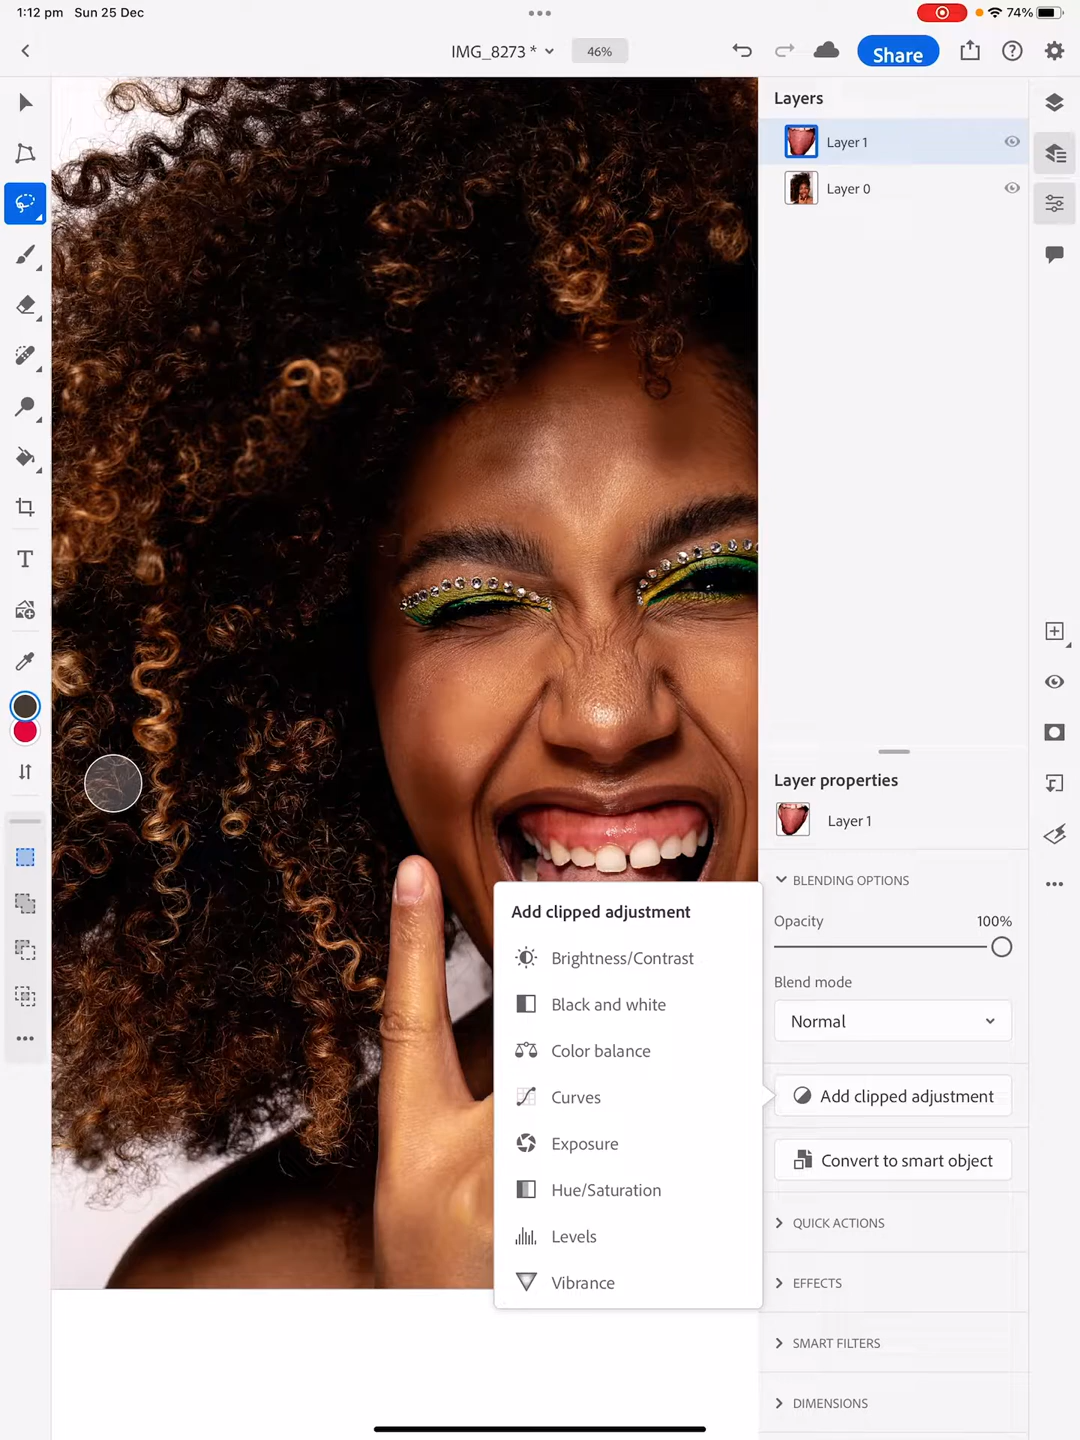 1:12 pm Sun 25 Dec
74%
IMG_8273 *
46%
Share
Layers
Layer 1
Layer 0
Layer properties
Layer 1
BLENDING OPTIONS
Opacity 100%
Blend mode
Normal
Add clipped adjustment
Convert to smart object
QUICK ACTIONS
EFFECTS
SMART FILTERS
DIMENSIONS
Add clipped adjustment
Brightness/Contrast
Black and white
Color balance
Curves
Exposure
Hue/Saturation
Levels
Vibrance
T